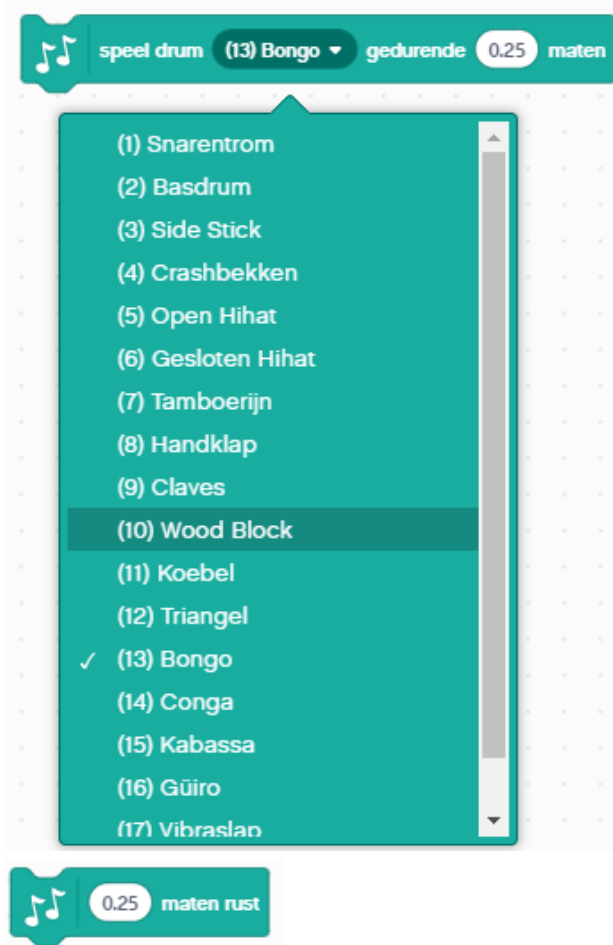 speel drum (13) Bongo gedurende 0.25 maten
(1) Snarentrom
(2) Basdrum
(3) Side Stick
(4) Crashbekken
(5) Open Hihat
(6) Gesloten Hihat
(7) Tamboerijn
(8) Handklap
(9) Claves
(10) Wood Block
(11) Koebel
(12) Triangel
✓ (13) Bongo
(14) Conga
(15) Kabassa
(16) Güiro
(17) Vibraslap
0.25 maten rust